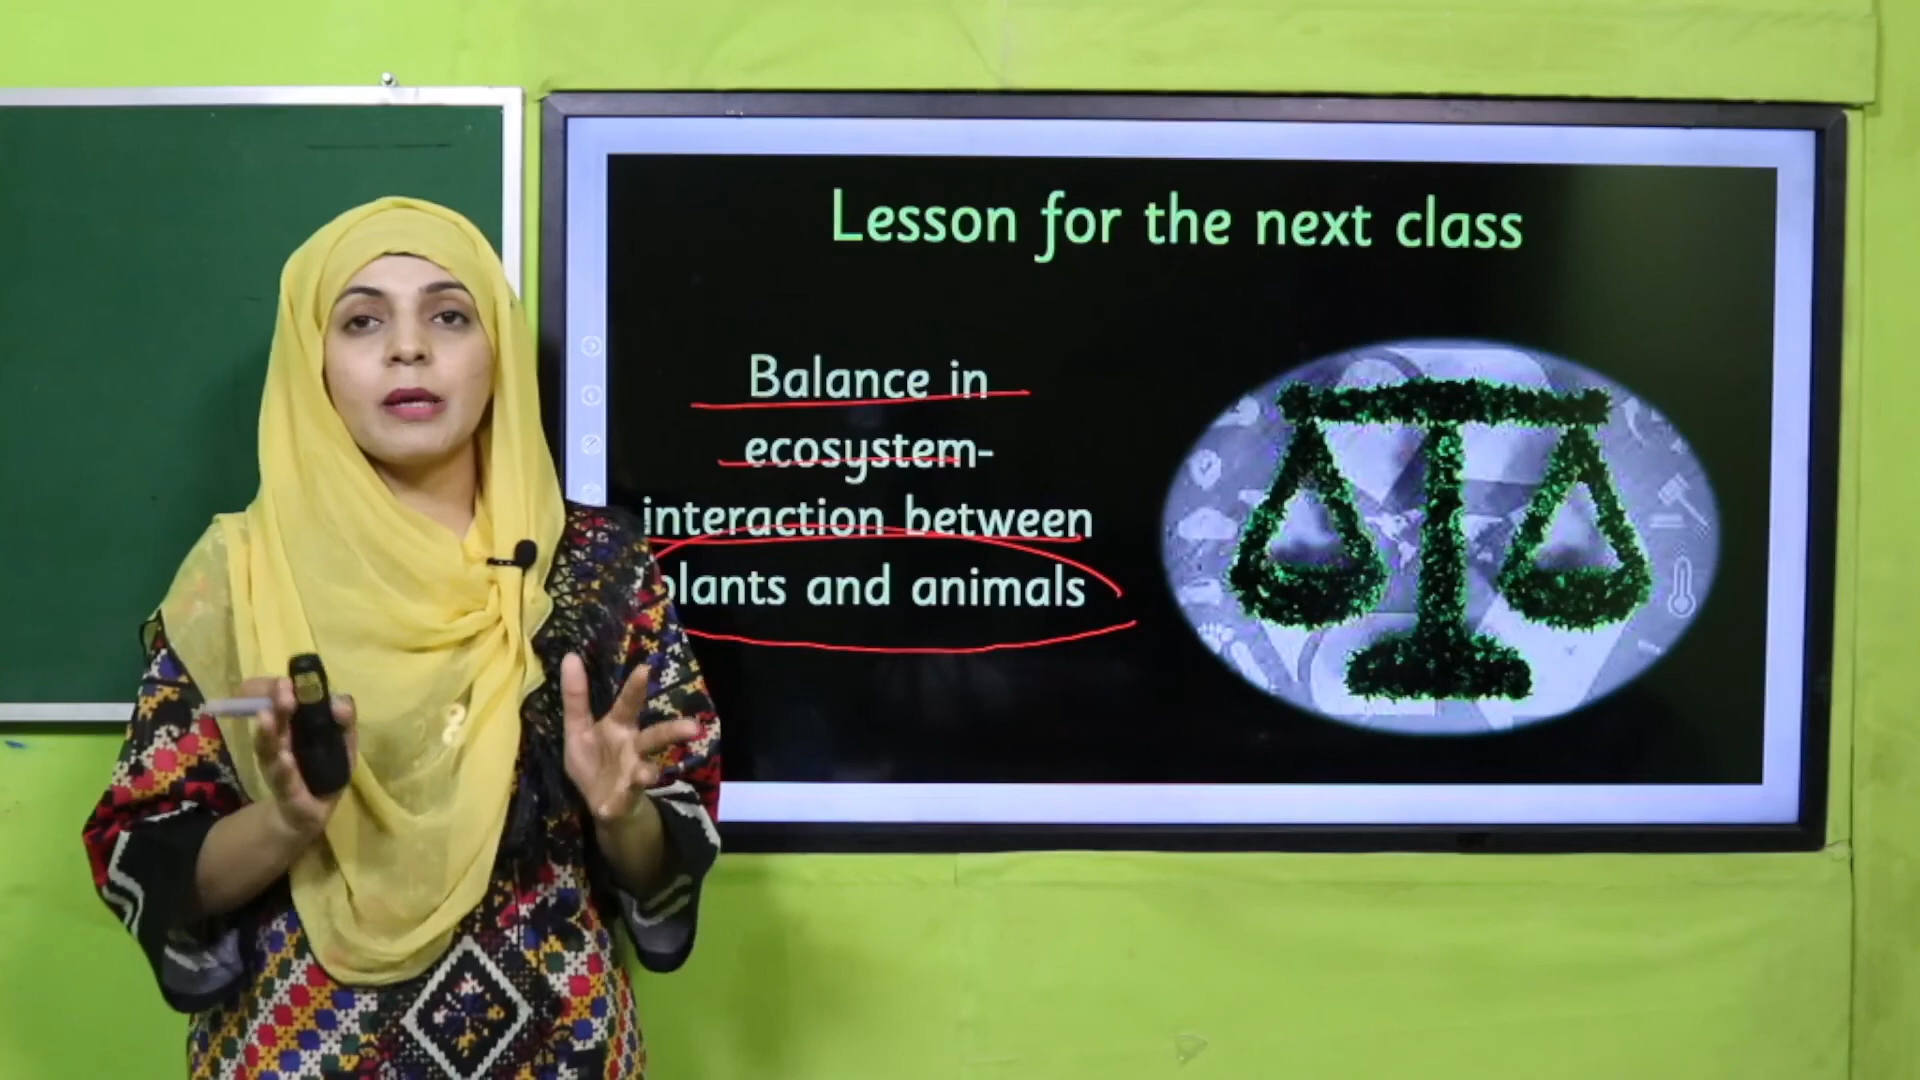 Lesson for the next class
Balance in
ecosystem-
interaction between
plants and animals